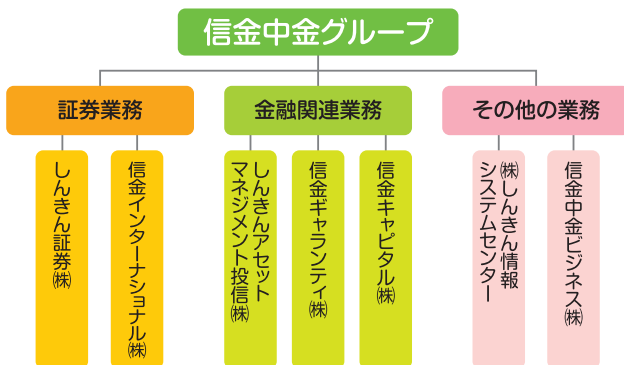 信金中金グループ
証券業務
金融関連業務
その他の業務
しんきん証券㈱
信金インターナショナル㈱
しんきんアセット
マネジメント投信㈱
信金ギャランティ㈱
信金キャピタル㈱
㈱しんきん情報
システムセンター
信金中金ビジネス㈱